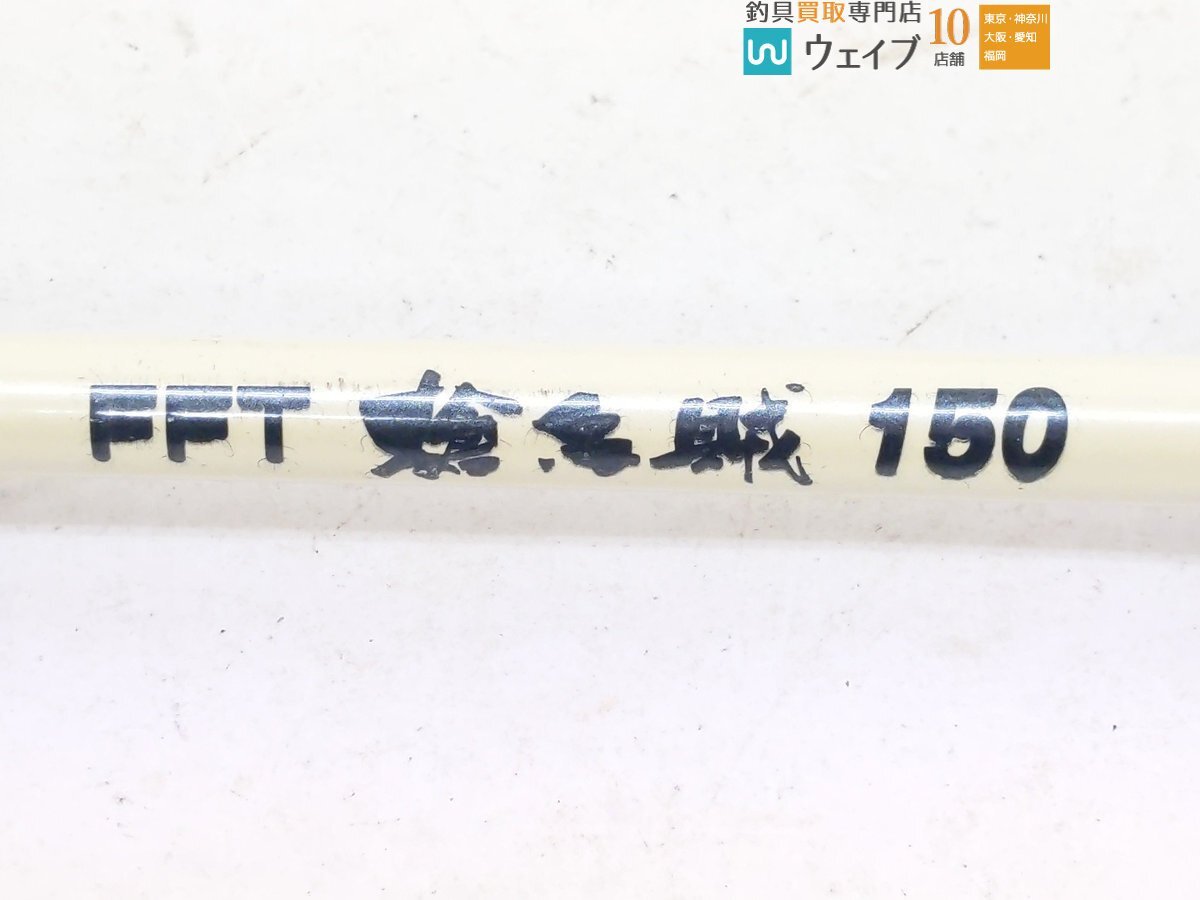 釣具買取専門店
ウェイブ
10
店舗
東京・神奈川
大阪・愛知
福岡
FFT 150